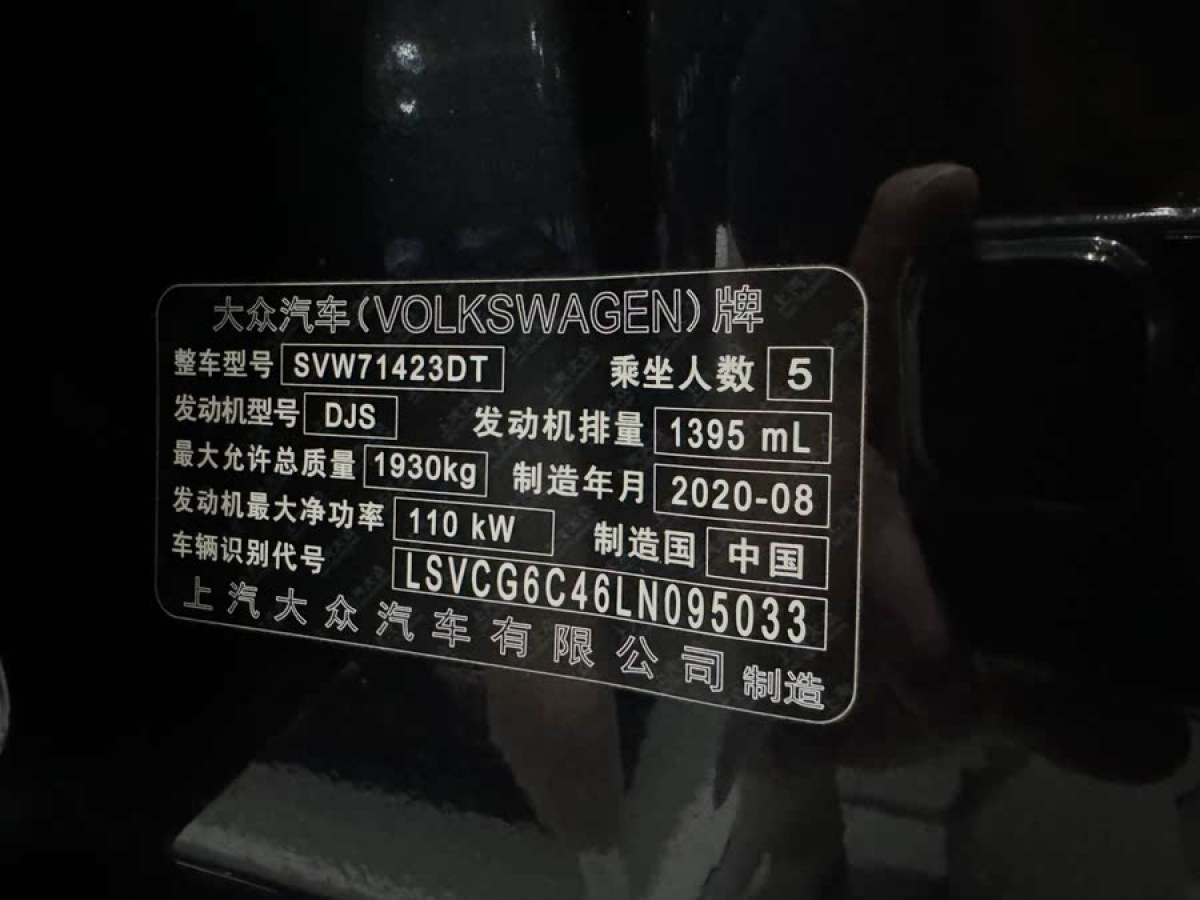 大众汽车(VOLKSWAGEN)牌
整车型号 SVW71423DT 乘坐人数 5
发动机型号 DJS 发动机排量 1395 mL
最大允许总质量 1930kg 制造年月 2020-08
发动机最大净功率 110 kW 制造国 中国
车辆识别代号 LSVCG6C46LN095033
上汽大众汽车有限公司 制造